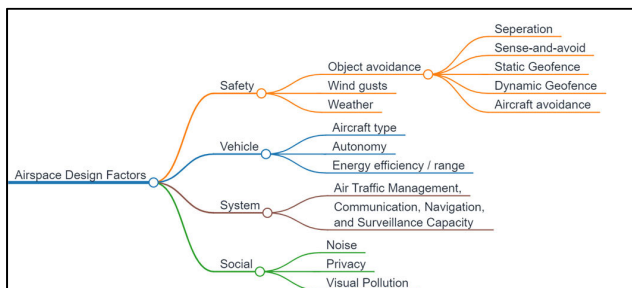 Airspace Design Factors
Safety
Object avoidance
Seperation
Sense-and-avoid
Static Geofence
Dynamic Geofence
Aircraft avoidance
Wind gusts
Weather
Vehicle
Aircraft type
Autonomy
Energy efficiency / range
System
Air Traffic Management,
Communication, Navigation,
and Surveillance Capacity
Social
Noise
Privacy
Visual Pollution